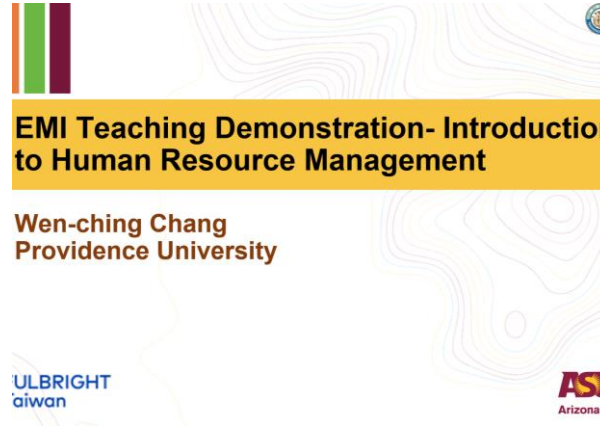 EMI Teaching Demonstration- Introductio
to Human Resource Management
Wen-ching Chang
Providence University
ULBRIGHT
aiwan
AS
Arizona